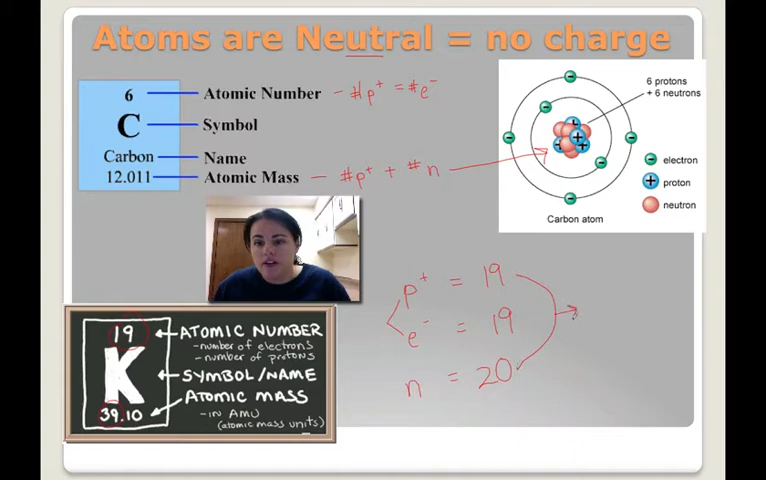 Atoms are Neutral = no charge
6
C
Carbon
12.011
Atomic Number - #p⁺ = #e⁻
Symbol
Name
Atomic Mass - #p⁺ + #n
6 protons
+ 6 neutrons
- electron
+ proton
neutron
Carbon atom
19
K
39.10
ATOMIC NUMBER
-number of electrons
-number of protons
SYMBOL/NAME
ATOMIC MASS
-IN AMU
(atomic mass units)
p⁺ = 19
e⁻ = 19
n = 20